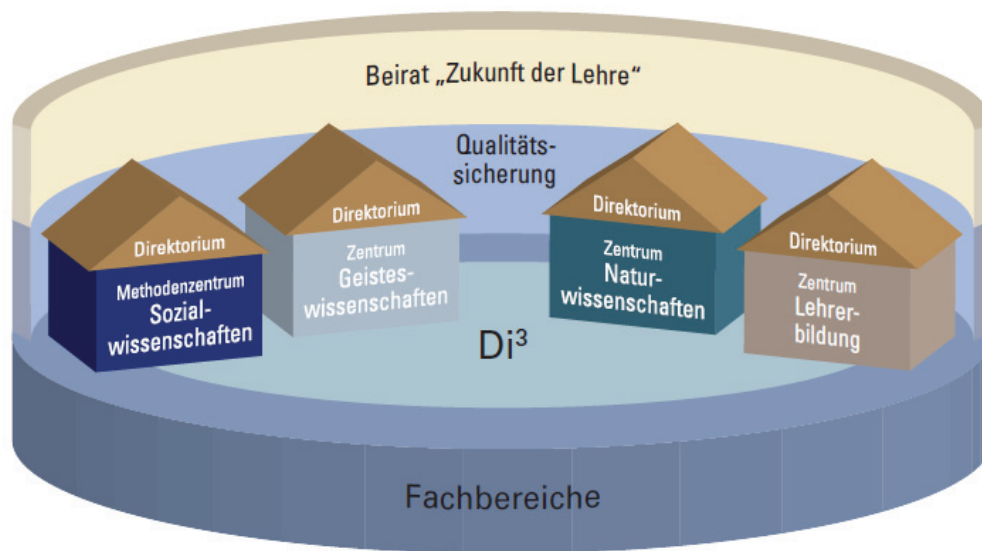 Beirat „Zukunft der Lehre“
Qualitäts-
sicherung
Direktorium
Methodenzentrum
Sozial-
wissenschaften
Direktorium
Zentrum
Geistes-
wissenschaften
Direktorium
Zentrum
Natur-
wissenschaften
Direktorium
Zentrum
Lehrer-
bildung
Di³
Fachbereiche